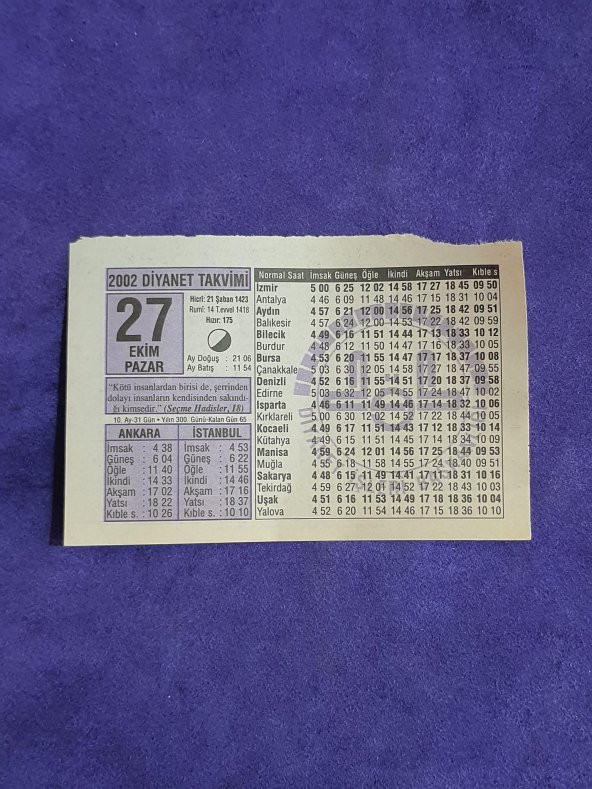 2002 DİYANET TAKVİMİ
27
EKİM
PAZAR
Hicrî: 21 Şaban 1423
Rumî: 14 T.evvel 1418
Hızır: 175
Ay Doğuş : 21 06
Ay Batış : 11 54
"Kötü insanlardan birisi de, şerrinden
dolayı insanların kendisinden sakındı-
ğı kimsedir." (Seçme Hadisler, 18)
10. Ay-31 Gün • Yılın 300. Günü-Kalan Gün 65
ANKARA
İmsak : 4 38
Güneş : 6 04
Öğle : 11 40
İkindi : 14 33
Akşam : 17 02
Yatsı : 18 22
Kıble s. : 10 26
İSTANBUL
İmsak : 4 53
Güneş : 6 22
Öğle : 11 55
İkindi : 14 46
Akşam : 17 16
Yatsı : 18 37
Kıble s. : 10 10
Normal Saat İmsak Güneş Öğle İkindi Akşam Yatsı Kıble s
İzmir 5 00 6 25 12 02 14 58 17 27 18 45 09 50
Antalya 4 46 6 09 11 48 14 46 17 15 18 31 10 04
Aydın 4 57 6 21 12 00 14 56 17 25 18 42 09 51
Balıkesir 4 57 6 24 12 00 14 53 17 22 18 42 09 59
Bilecik 4 49 6 16 11 51 14 44 17 13 18 33 10 12
Burdur 4 48 6 12 11 50 14 47 17 16 18 33
Bursa 4 53 6 20 11 55 14 47 17 17 18 37 10 08
Çanakkale 5 03 6 30 12 05 14 58 17 27 18 47 09 55
Denizli 4 52 6 16 11 55 14 51 17 20 18 37 09 58
Edirne 5 03 6 32 12 05 14 54 17 24 18 47 10 02
Isparta 4 46 6 11 11 49 14 46 17 14 18 32 10 06
Kırklareli 5 00 6 30 12 02 14 52 17 22 18 44 10 05
Kocaeli 4 49 6 17 11 51 14 43 17 12 18 33 10 14
Kütahya 4 49 6 15 11 51 14 45 17 14 18 34 10 09
Manisa 4 59 6 24 12 01 14 56 17 25 18 44 09 53
Muğla 4 55 6 18 11 58 14 55 17 24 18 40 09 51
Sakarya 4 48 6 15 11 49 14 41 17 11 18 31 10 16
Tekirdağ 4 59 6 27 12 01 14 52 17 22 18 43 10 03
Uşak 4 51 6 16 11 53 14 49 17 18 18 36 10 04
Yalova 4 52 6 20 11 54 14 46 17 15 18 36 10 10